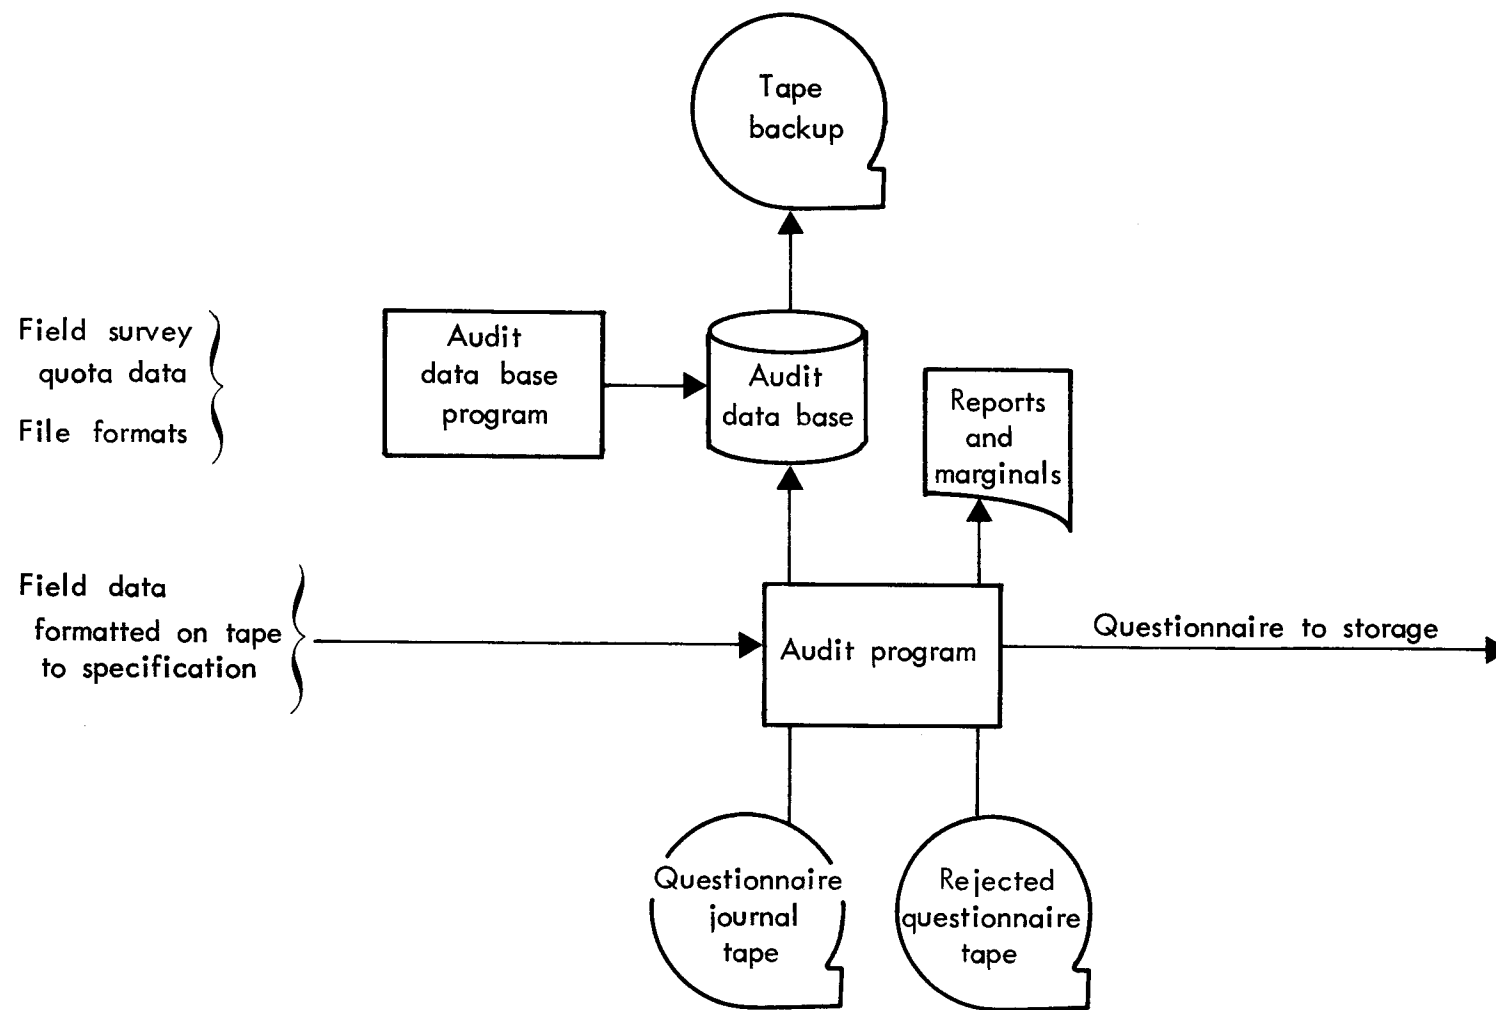 Tape
backup
Field survey
quota data
File formats
Audit
data base
program
Audit
data base
Reports
and
marginals
Field data
formatted on tape
to specification
Audit program
Questionnaire to storage
Questionnaire
journal
tape
Rejected
questionnaire
tape